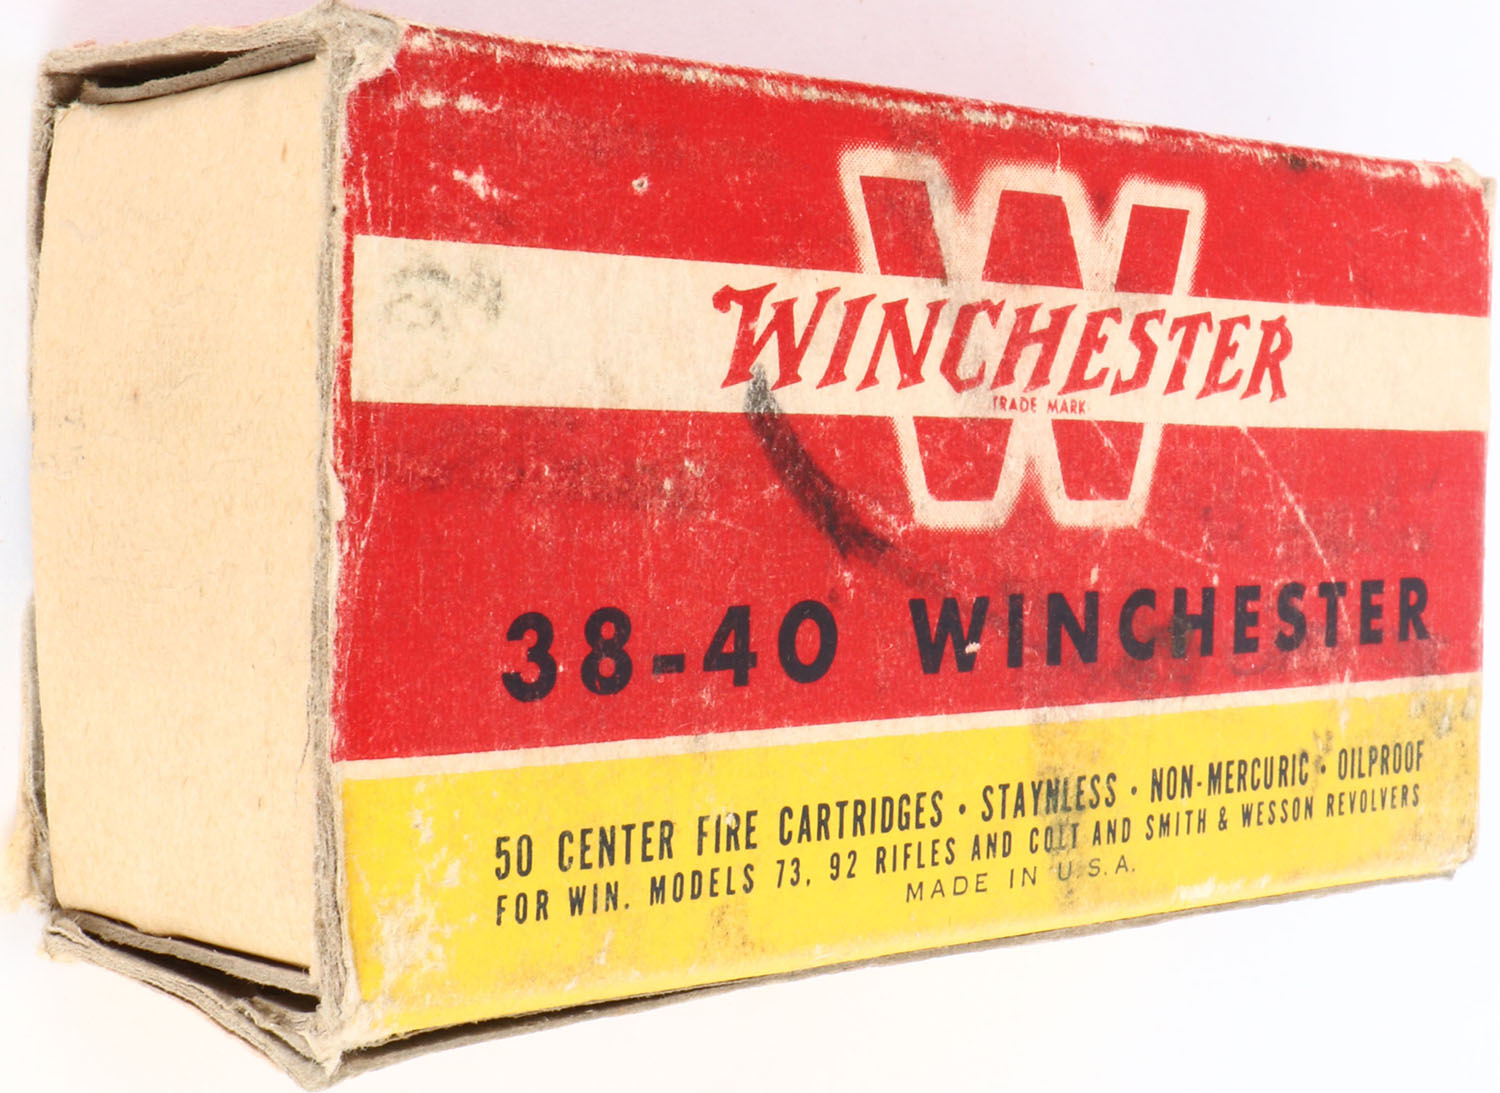 W
WINCHESTER
TRADE MARK
38-40 WINCHESTER
50 CENTER FIRE CARTRIDGES · STAYNLESS · NON-MERCURIC · OILPROOF
FOR WIN. MODELS 73, 92 RIFLES AND COLT AND SMITH & WESSON REVOLVERS
MADE IN U.S.A.